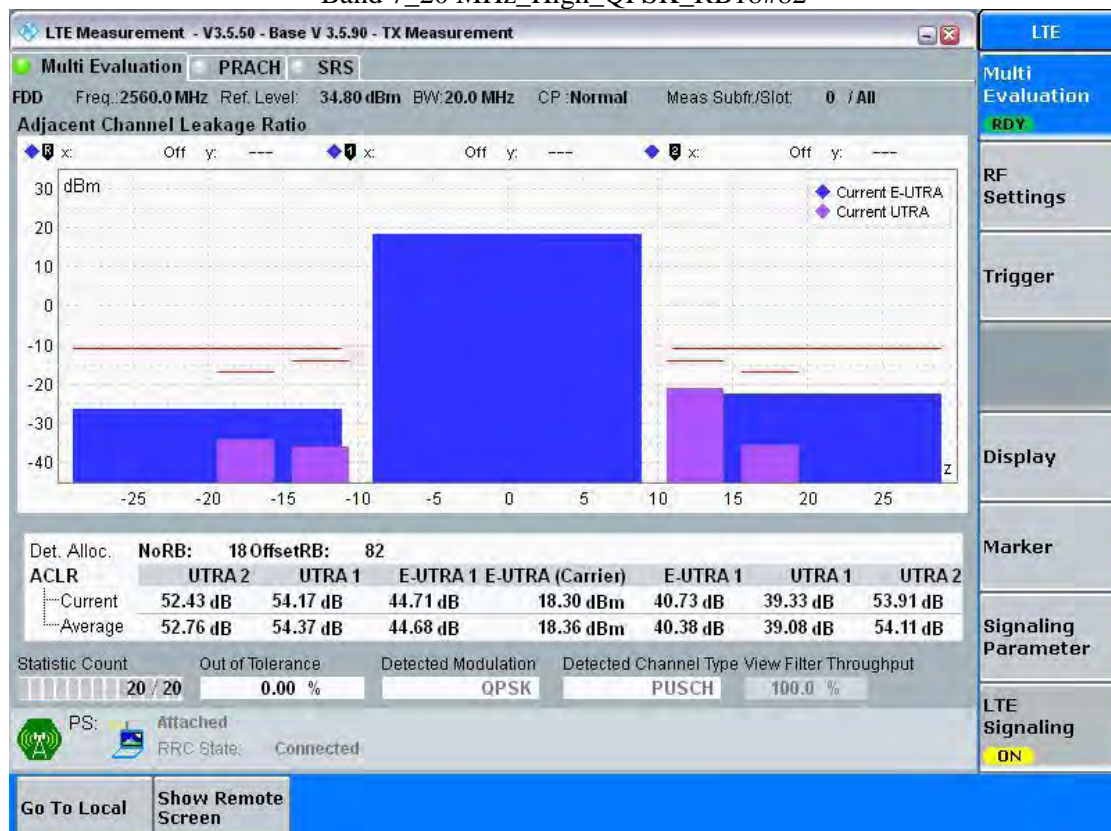 Band 7_20 MHz_High_QPSK_RB18#82
LTE Measurement - V3.5.50 - Base V 3.5.90 - TX Measurement
LTE
Multi Evaluation PRACH SRS
Multi Evaluation
RDY
FDD Freq.:2560.0 MHz Ref. Level: 34.80 dBm BW:20.0 MHz CP :Normal Meas Subfr./Slot: 0 / All
Adjacent Channel Leakage Ratio
R x: Off y: --- 1 x: Off y: --- 2 x: Off y: ---
dBm
Current E-UTRA
Current UTRA
30
20
10
0
-10
-20
-30
-40
z
-25 -20 -15 -10 -5 0 5 10 15 20 25
RF Settings
Trigger
Display
Marker
Signaling Parameter
LTE Signaling
ON
Det. Alloc. NoRB: 18 OffsetRB: 82
ACLR UTRA 2 UTRA 1 E-UTRA 1 E-UTRA (Carrier) E-UTRA 1 UTRA 1 UTRA 2
Current 52.43 dB 54.17 dB 44.71 dB 18.30 dBm 40.73 dB 39.33 dB 53.91 dB
Average 52.76 dB 54.37 dB 44.68 dB 18.36 dBm 40.38 dB 39.08 dB 54.11 dB
Statistic Count Out of Tolerance Detected Modulation Detected Channel Type View Filter Throughput
20 / 20 0.00 % QPSK PUSCH 100.0 %
PS: Attached
RRC State: Connected
Go To Local
Show Remote Screen